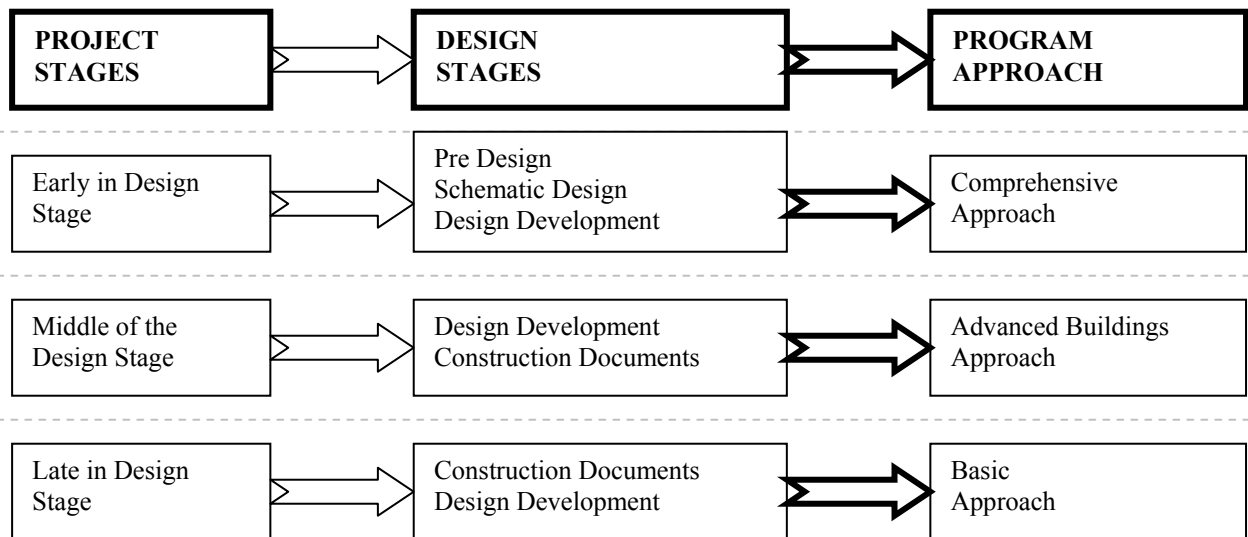 PROJECT
STAGES
DESIGN
STAGES
PROGRAM
APPROACH
Early in Design
Stage
Pre Design
Schematic Design
Design Development
Comprehensive
Approach
Middle of the
Design Stage
Design Development
Construction Documents
Advanced Buildings
Approach
Late in Design
Stage
Construction Documents
Design Development
Basic
Approach